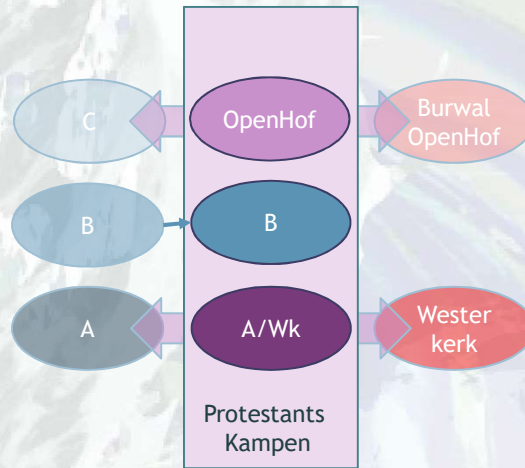 C
OpenHof
Burwal
OpenHof
B
B
A
A/Wk
Wester
kerk
Protestants
Kampen